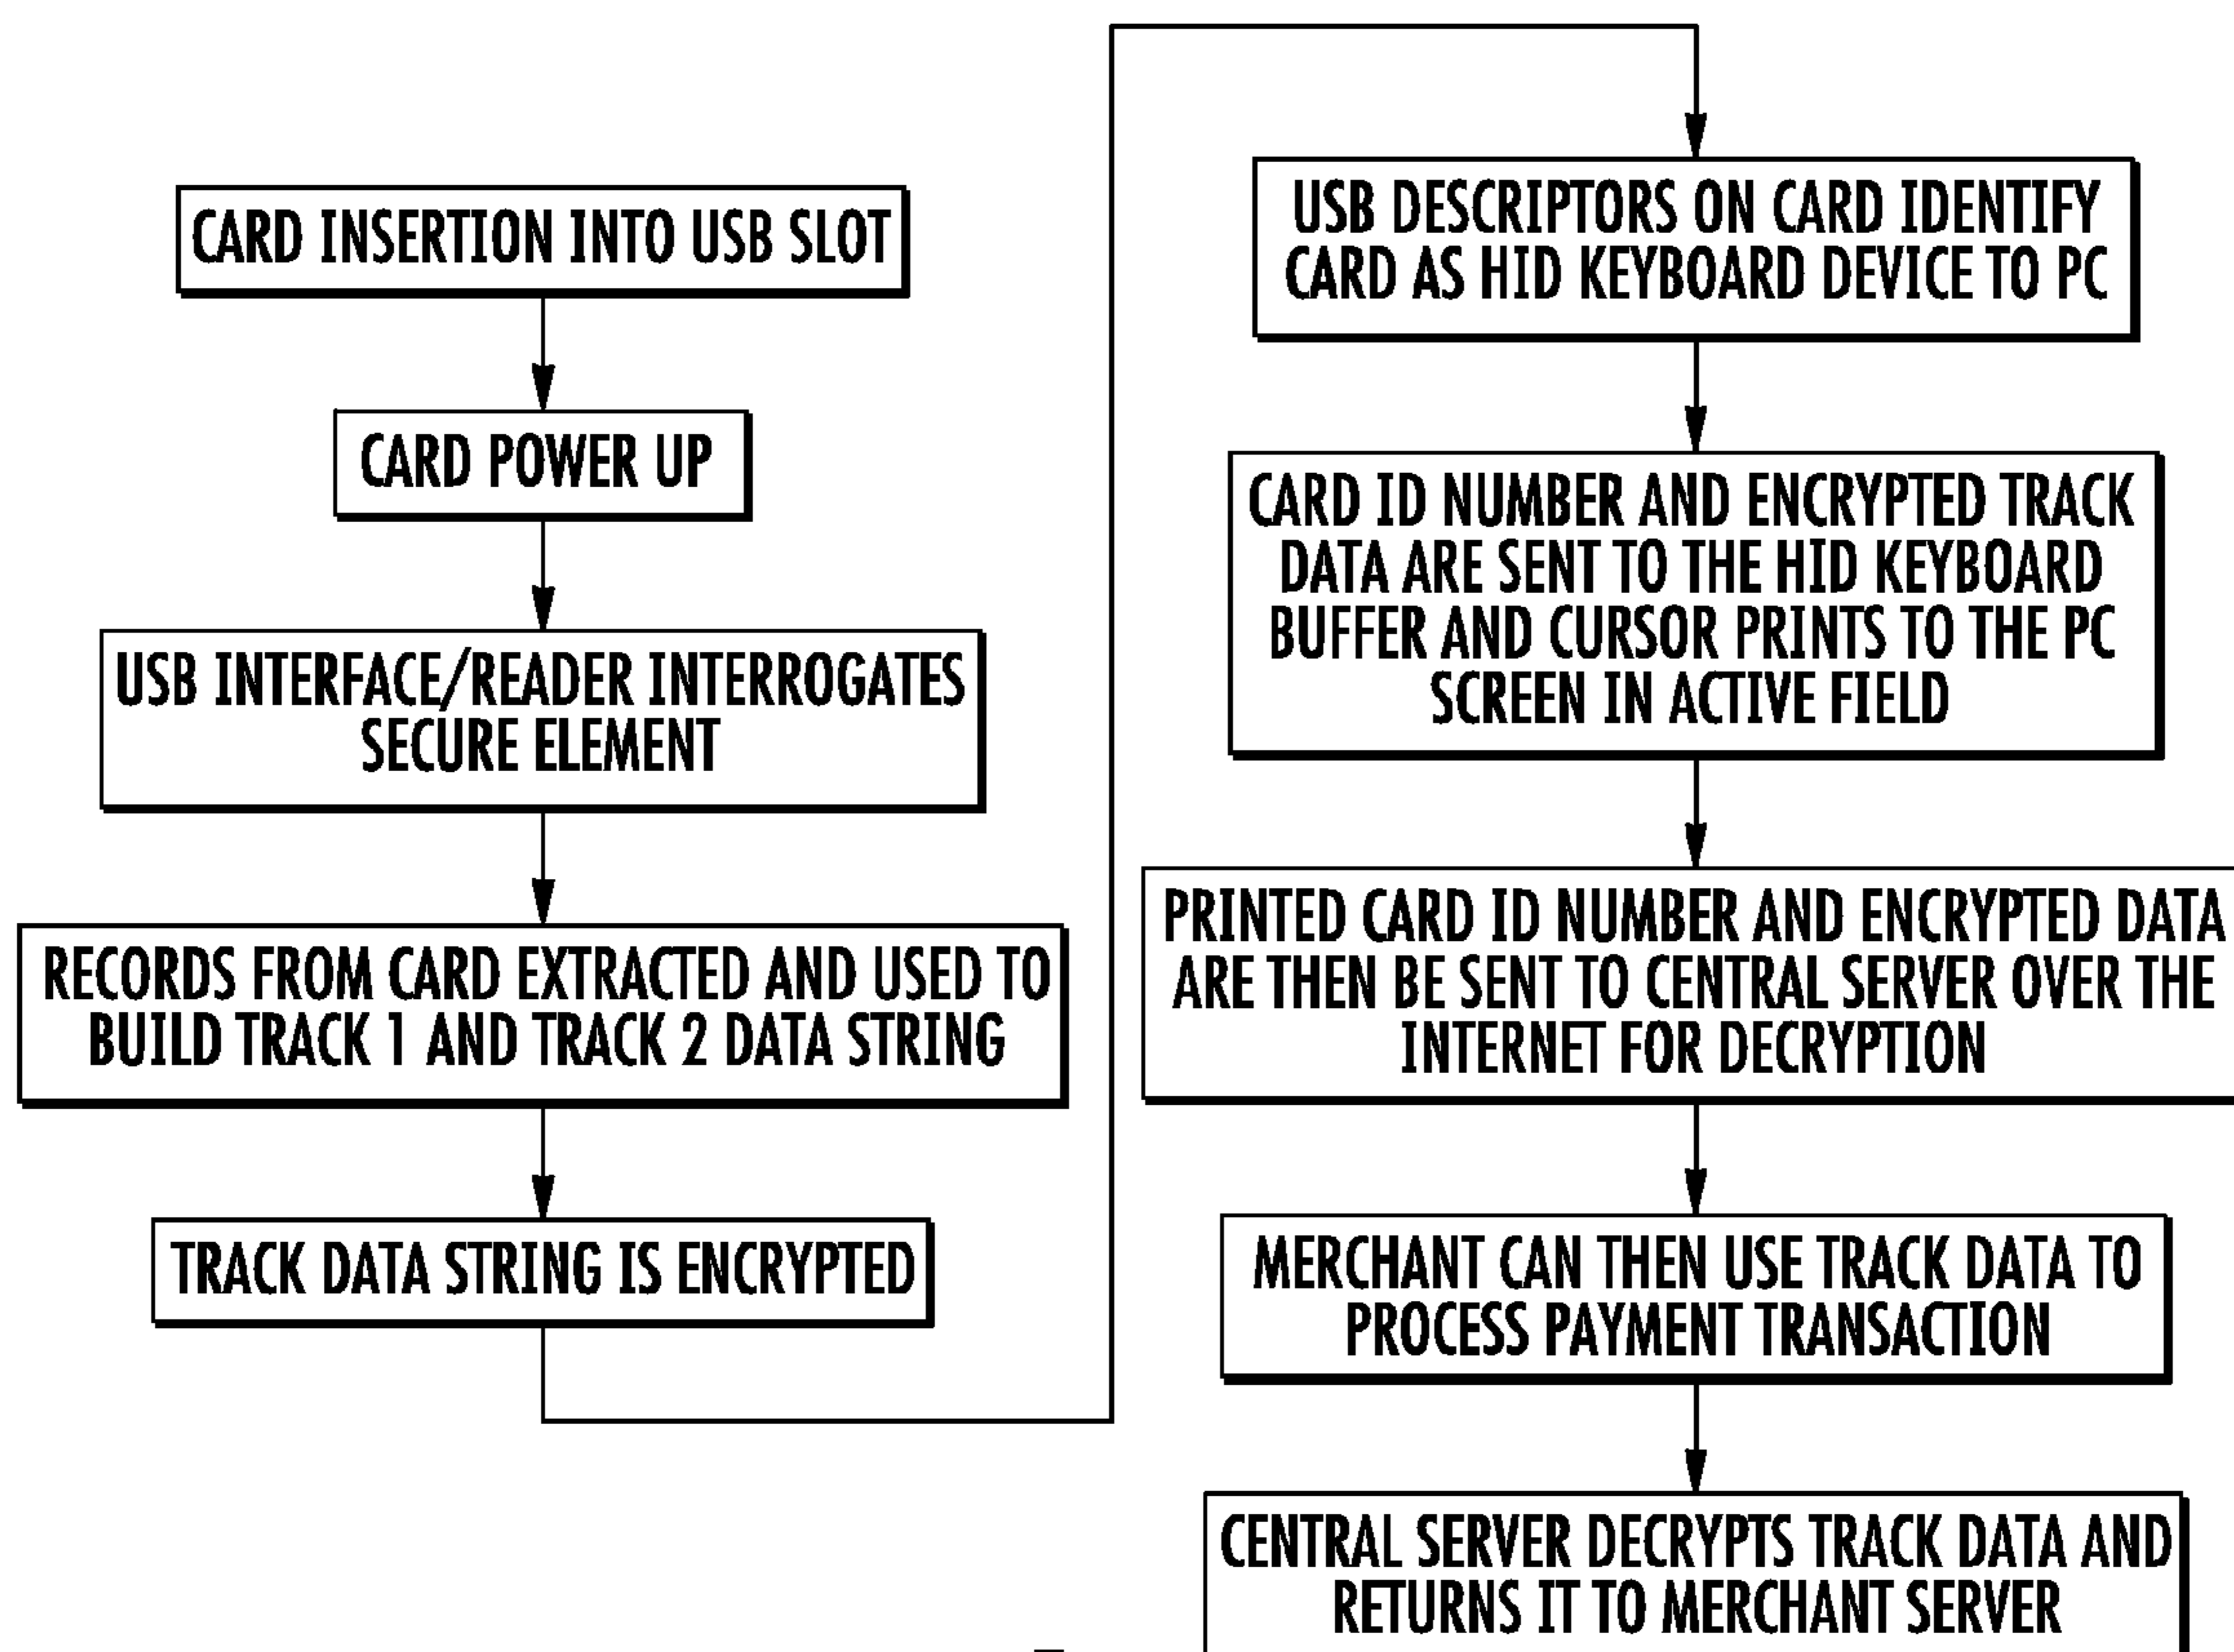 CARD INSERTION INTO USB SLOT
CARD POWER UP
USB INTERFACE/READER INTERROGATES
SECURE ELEMENT
RECORDS FROM CARD EXTRACTED AND USED TO
BUILD TRACK 1 AND TRACK 2 DATA STRING
TRACK DATA STRING IS ENCRYPTED
USB DESCRIPTORS ON CARD IDENTIFY
CARD AS HID KEYBOARD DEVICE TO PC
CARD ID NUMBER AND ENCRYPTED TRACK
DATA ARE SENT TO THE HID KEYBOARD
BUFFER AND CURSOR PRINTS TO THE PC
SCREEN IN ACTIVE FIELD
PRINTED CARD ID NUMBER AND ENCRYPTED DATA
ARE THEN BE SENT TO CENTRAL SERVER OVER THE
INTERNET FOR DECRYPTION
MERCHANT CAN THEN USE TRACK DATA TO
PROCESS PAYMENT TRANSACTION
CENTRAL SERVER DECRYPTS TRACK DATA AND
RETURNS IT TO MERCHANT SERVER